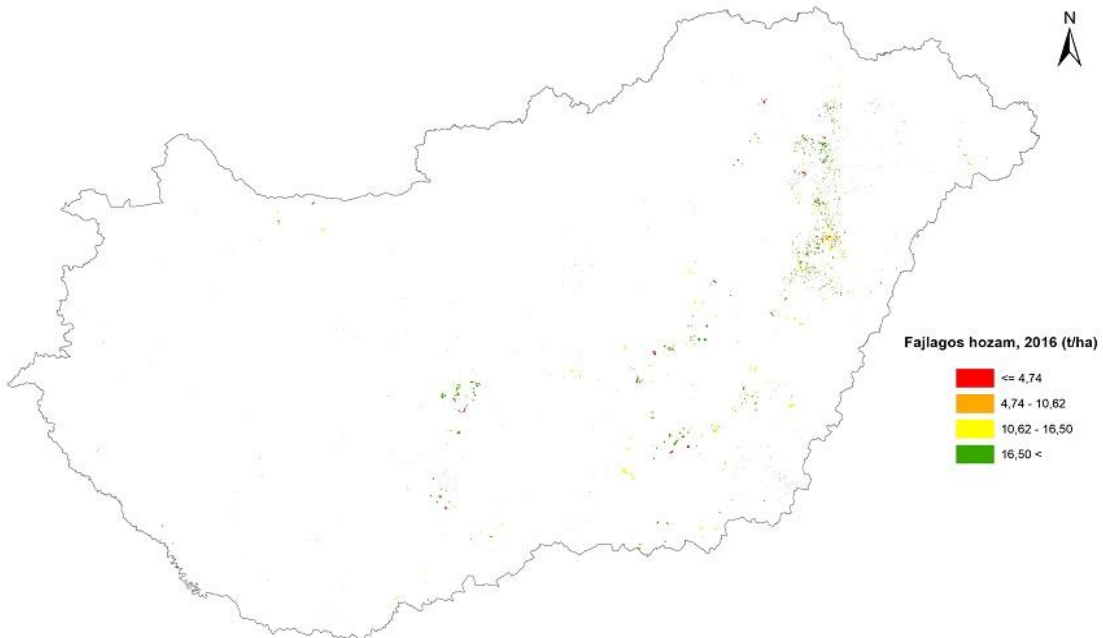 N
Fajlagos hozam, 2016 (t/ha)
<= 4,74
4,74 - 10,62
10,62 - 16,50
16,50 <